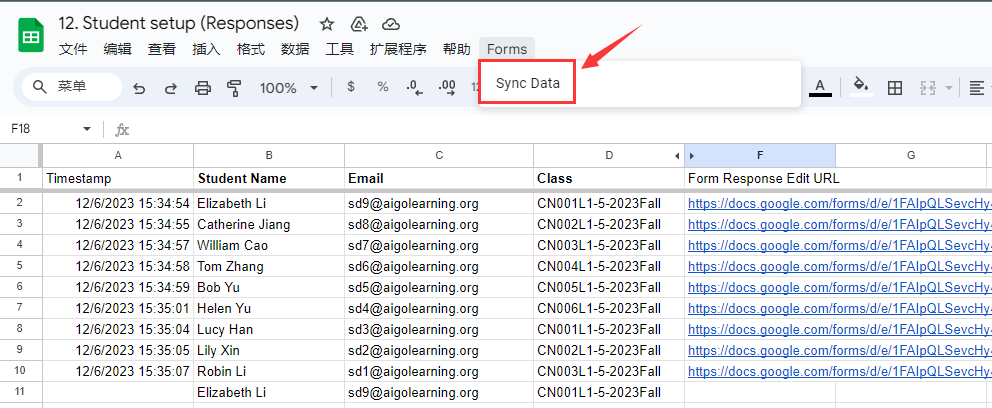 12. Student setup (Responses)
文件 编辑 查看 插入 格式 数据 工具 扩展程序 帮助 Forms
菜单 100% $ % .0 .00 12 A
Sync Data
F18 fx
A B C D F G
1 Timestamp Student Name Email Class Form Response Edit URL
2 12/6/2023 15:34:54 Elizabeth Li sd9@aigolearning.org CN001L1-5-2023Fall https://docs.google.com/forms/d/e/1FAIpQLSevcHy
3 12/6/2023 15:34:55 Catherine Jiang sd8@aigolearning.org CN002L1-5-2023Fall https://docs.google.com/forms/d/e/1FAIpQLSevcHy
4 12/6/2023 15:34:57 William Cao sd7@aigolearning.org CN003L1-5-2023Fall https://docs.google.com/forms/d/e/1FAIpQLSevcHy
5 12/6/2023 15:34:58 Tom Zhang sd6@aigolearning.org CN004L1-5-2023Fall https://docs.google.com/forms/d/e/1FAIpQLSevcHy
6 12/6/2023 15:34:59 Bob Yu sd5@aigolearning.org CN005L1-5-2023Fall https://docs.google.com/forms/d/e/1FAIpQLSevcHy
7 12/6/2023 15:35:01 Helen Yu sd4@aigolearning.org CN006L1-5-2023Fall https://docs.google.com/forms/d/e/1FAIpQLSevcHy
8 12/6/2023 15:35:04 Lucy Han sd3@aigolearning.org CN001L1-5-2023Fall https://docs.google.com/forms/d/e/1FAIpQLSevcHy
9 12/6/2023 15:35:05 Lily Xin sd2@aigolearning.org CN002L1-5-2023Fall https://docs.google.com/forms/d/e/1FAIpQLSevcHy
10 12/6/2023 15:35:07 Robin Li sd1@aigolearning.org CN003L1-5-2023Fall https://docs.google.com/forms/d/e/1FAIpQLSevcHy
11 Elizabeth Li sd9@aigolearning.org CN001L1-5-2023Fall